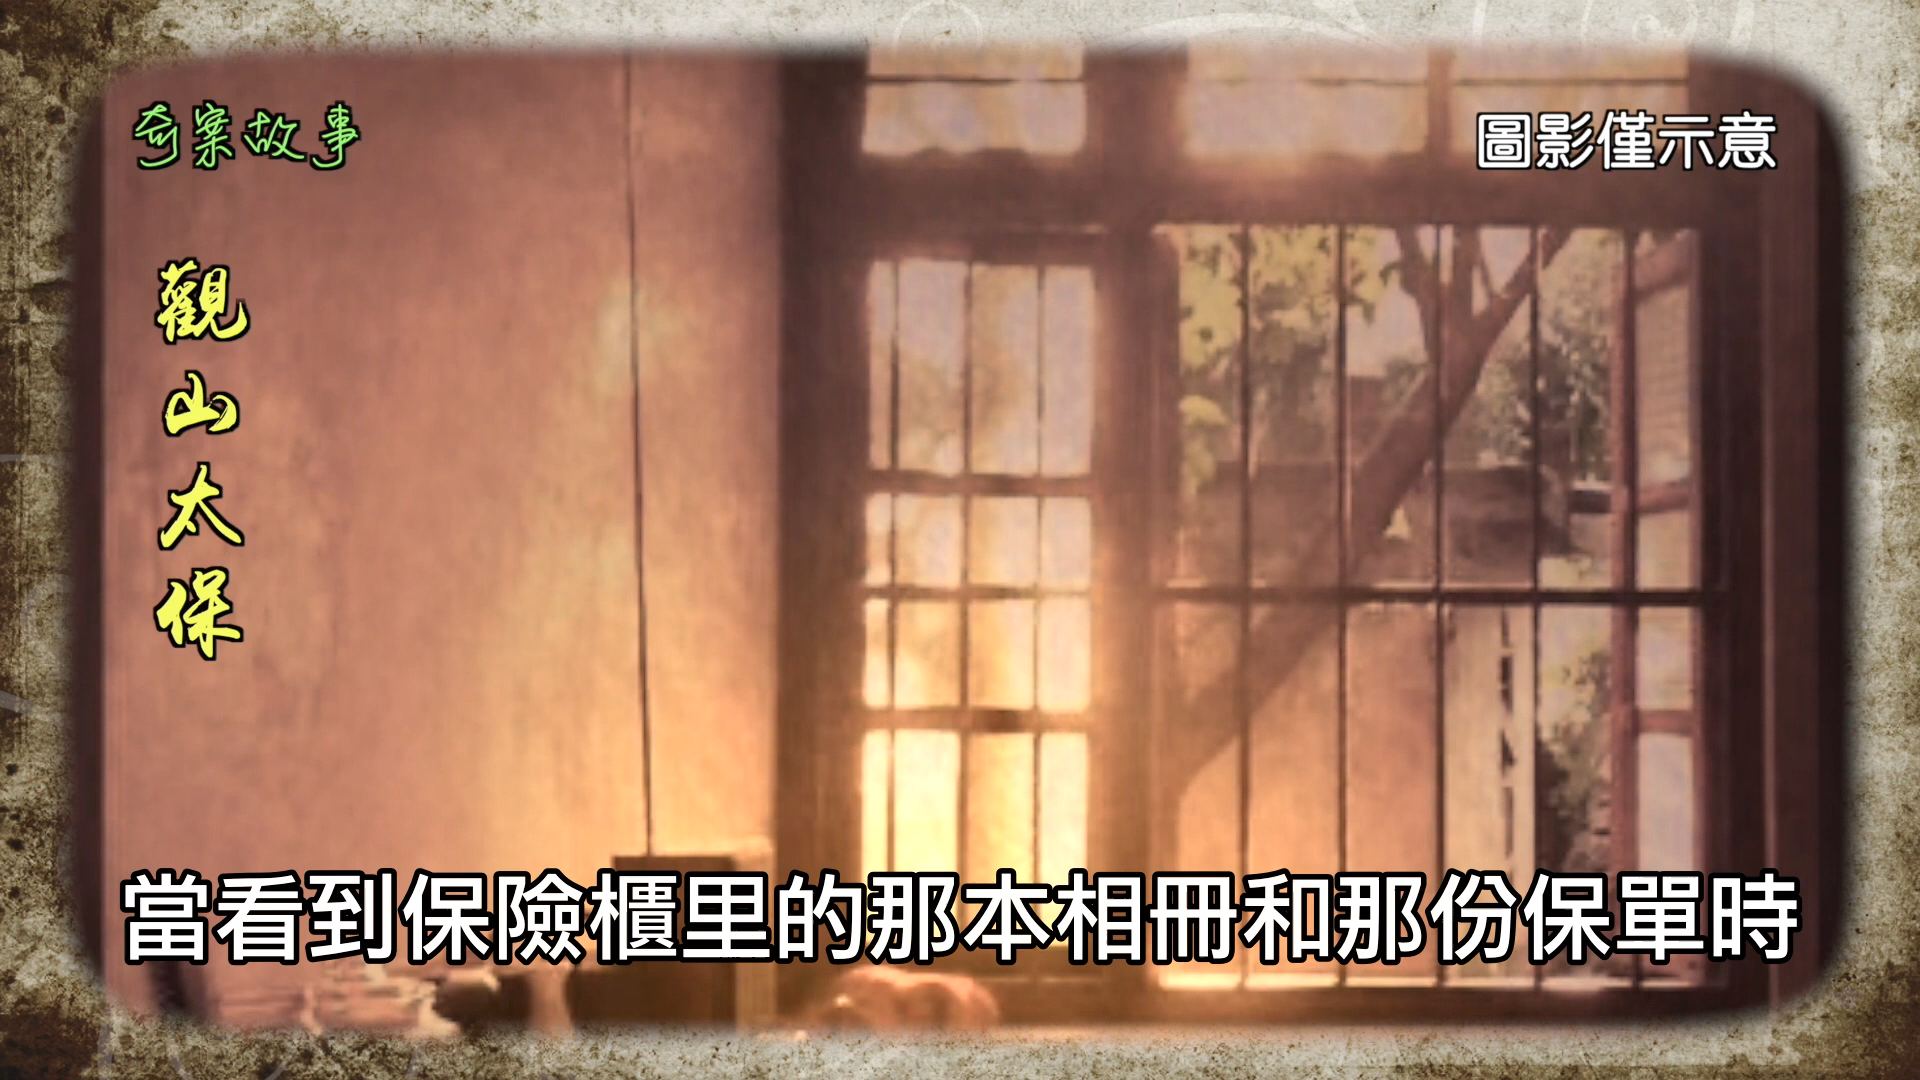 奇案故事
圖影僅示意
觀山太保
當看到保險櫃里的那本相冊和那份保單時